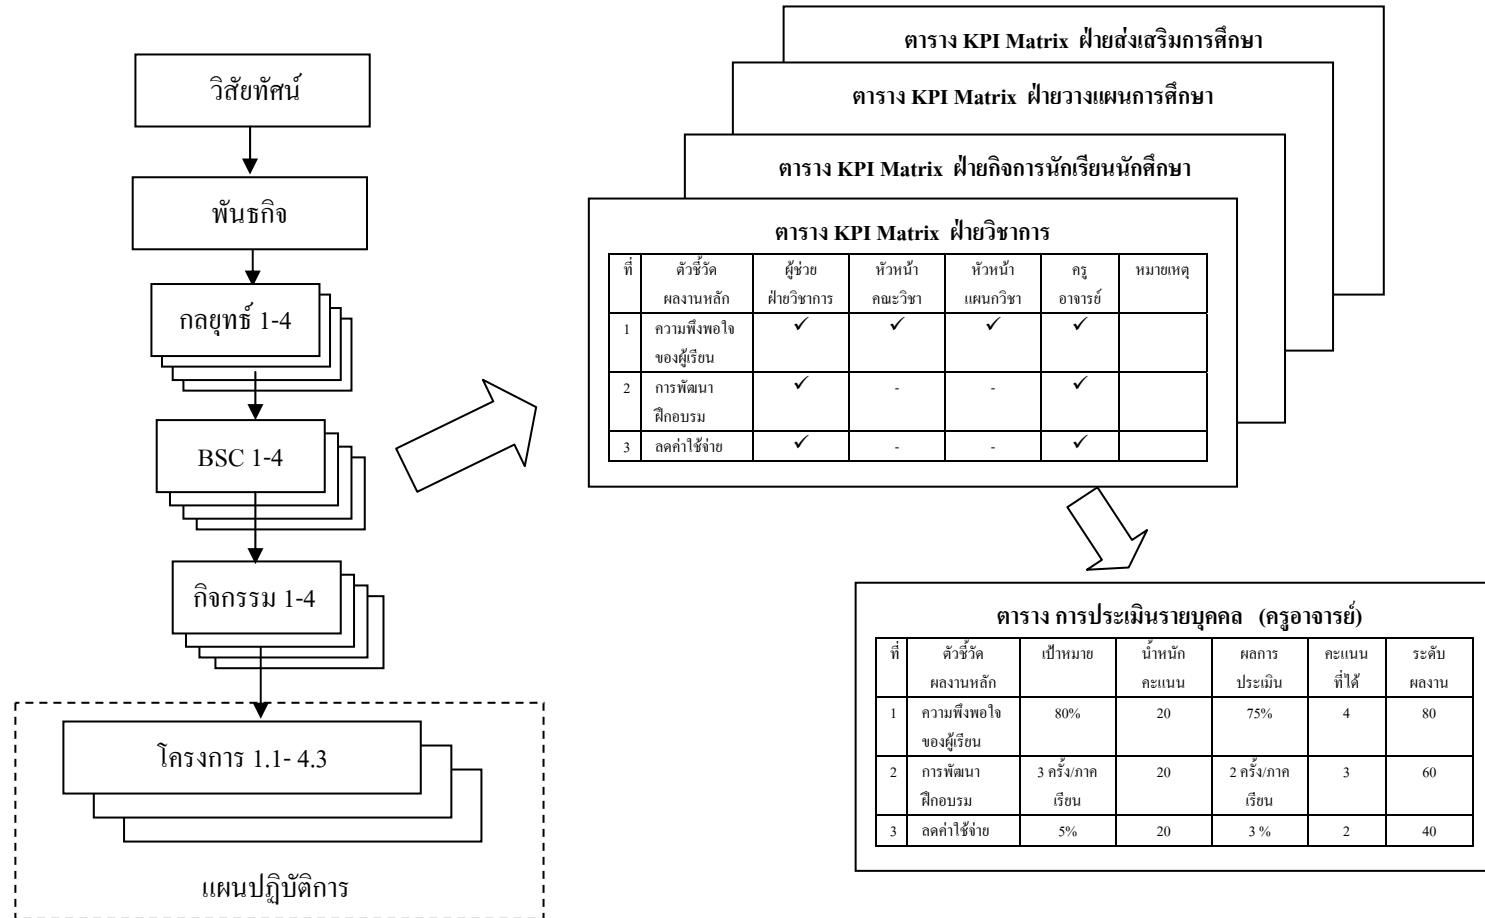 วิสัยทัศน์
พันธกิจ
กลยุทธ์ 1-4
BSC 1-4
กิจกรรม 1-4
โครงการ 1.1- 4.3
แผนปฏิบัติการ
ตาราง KPI Matrix ฝ่ายส่งเสริมการศึกษา
ตาราง KPI Matrix ฝ่ายวางแผนการศึกษา
ตาราง KPI Matrix ฝ่ายกิจการนักเรียนนักศึกษา
ตาราง KPI Matrix ฝ่ายวิชาการ
ที่ ตัวชี้วัด ผู้ช่วย หัวหน้า หัวหน้า ครู หมายเหตุ
ผลงานหลัก ฝ่ายวิชาการ คณะวิชา แผนกวิชา อาจารย์
1 ความพึงพอใจ ✓ ✓ ✓ ✓
ของผู้เรียน
2 การพัฒนา ✓ - - ✓
ฝึกอบรม
3 ลดค่าใช้จ่าย ✓ - - ✓
ตาราง การประเมินรายบุคคล (ครูอาจารย์)
ที่ ตัวชี้วัด เป้าหมาย น้ำหนัก ผลการ คะแนน ระดับ
ผลงานหลัก คะแนน ประเมิน ที่ได้ ผลงาน
1 ความพึงพอใจ 80% 20 75% 4 80
ของผู้เรียน
2 การพัฒนา 3 ครั้ง/ภาค 20 2 ครั้ง/ภาค 3 60
ฝึกอบรม เรียน เรียน
3 ลดค่าใช้จ่าย 5% 20 3 % 2 40